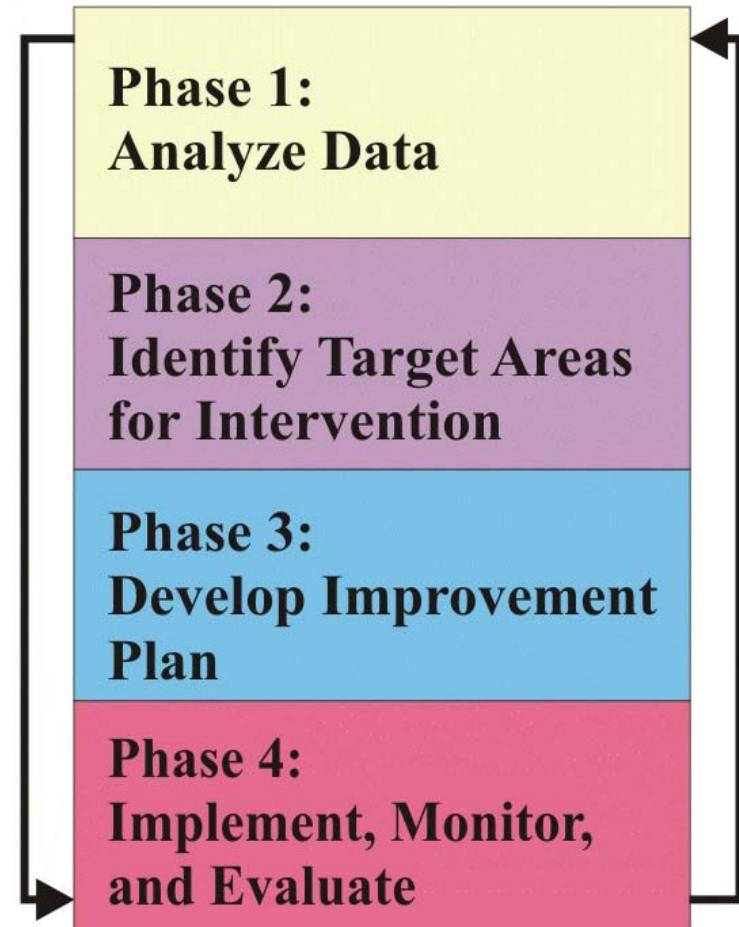 Phase 1:
Analyze Data
Phase 2:
Identify Target Areas
for Intervention
Phase 3:
Develop Improvement
Plan
Phase 4:
Implement, Monitor,
and Evaluate